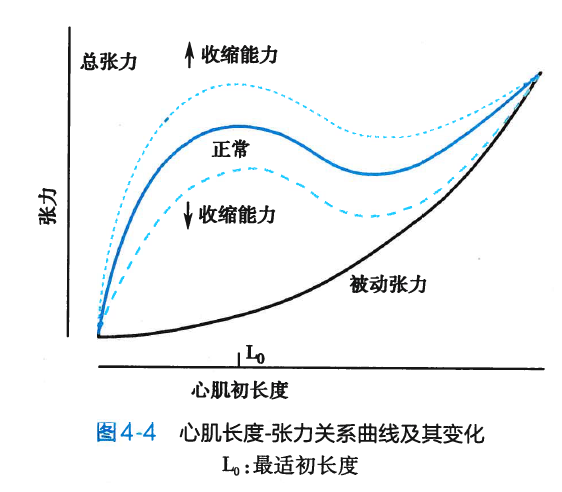 总张力
↑收缩能力
正常
↓收缩能力
张力
被动张力
L₀
心肌初长度
图4-4 心肌长度-张力关系曲线及其变化
L₀:最适初长度